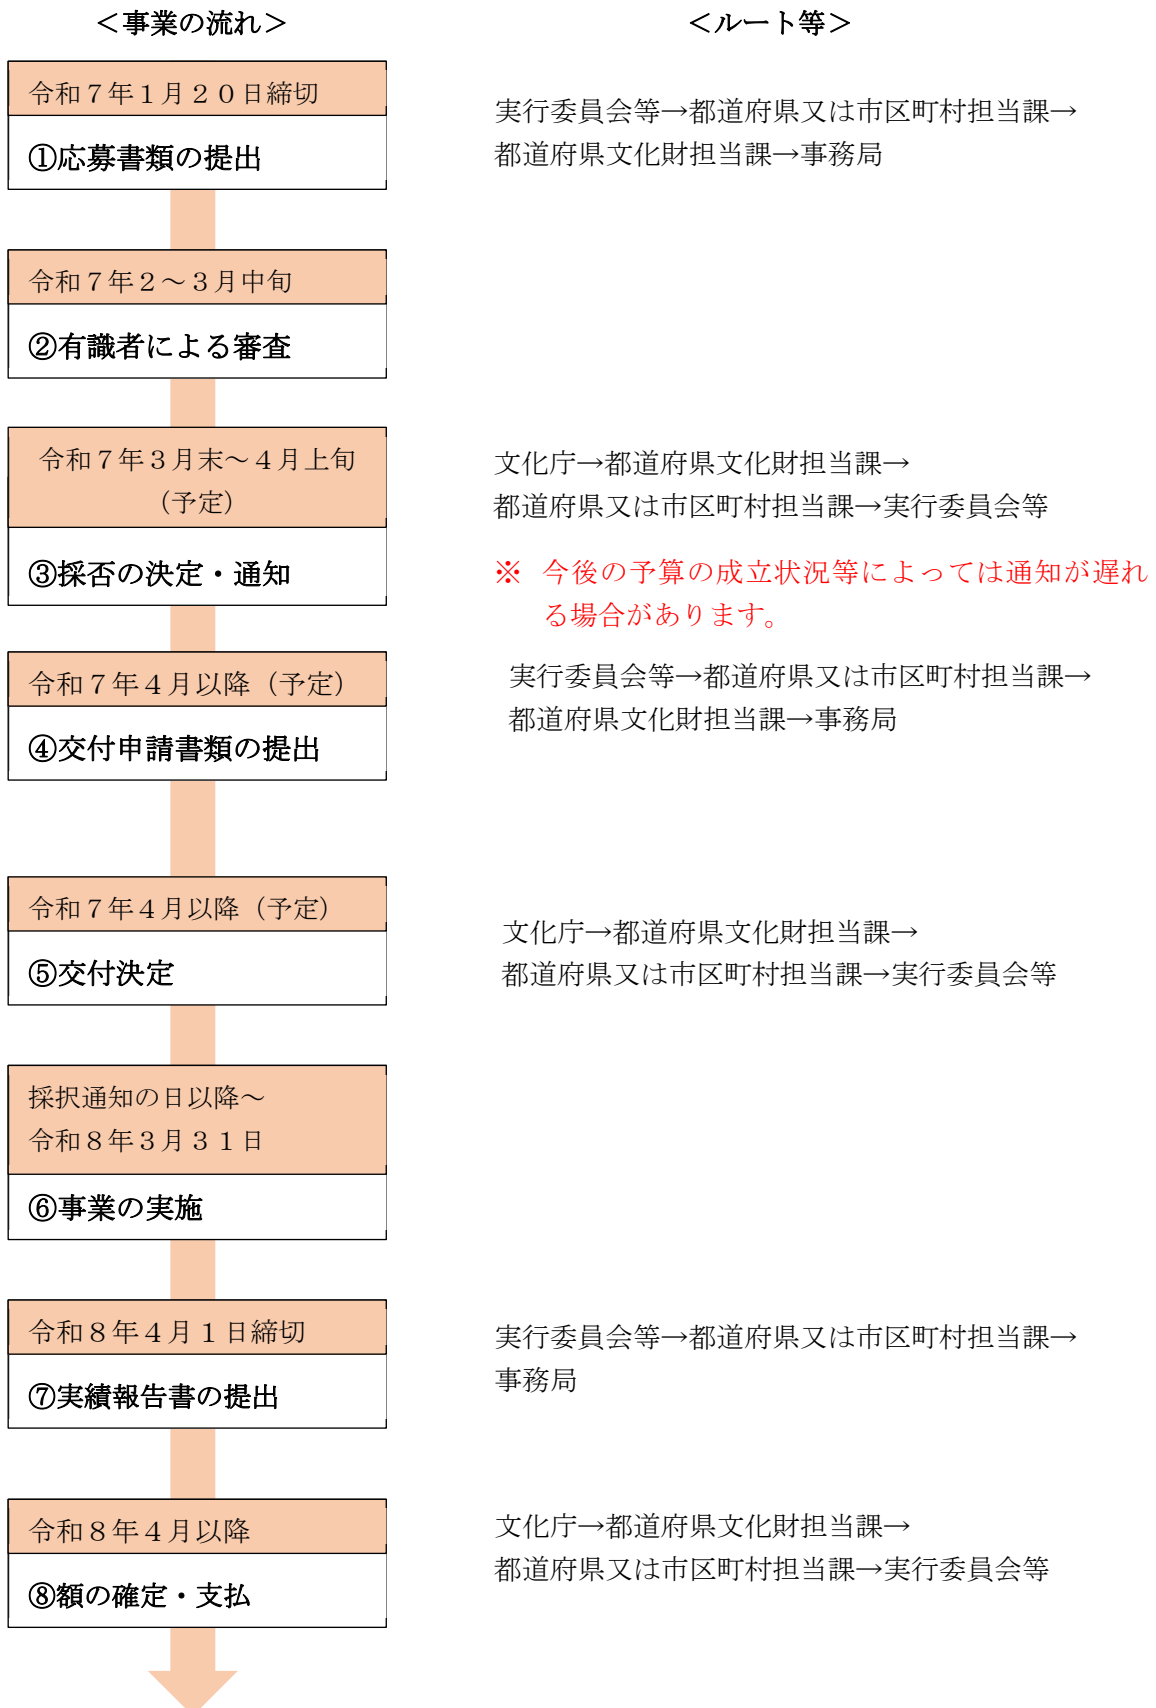 ＜事業の流れ＞
＜ルート等＞
令和７年１月２０日締切
①応募書類の提出
実行委員会等→都道府県又は市区町村担当課→
都道府県文化財担当課→事務局
令和７年２～３月中旬
②有識者による審査
令和７年３月末～４月上旬
（予定）
③採否の決定・通知
文化庁→都道府県文化財担当課→
都道府県又は市区町村担当課→実行委員会等
※ 今後の予算の成立状況等によっては通知が遅れ
る場合があります。
令和７年４月以降（予定）
④交付申請書類の提出
実行委員会等→都道府県又は市区町村担当課→
都道府県文化財担当課→事務局
令和７年４月以降（予定）
⑤交付決定
文化庁→都道府県文化財担当課→
都道府県又は市区町村担当課→実行委員会等
採択通知の日以降～
令和８年３月３１日
⑥事業の実施
令和８年４月１日締切
⑦実績報告書の提出
実行委員会等→都道府県又は市区町村担当課→
事務局
令和８年４月以降
⑧額の確定・支払
文化庁→都道府県文化財担当課→
都道府県又は市区町村担当課→実行委員会等